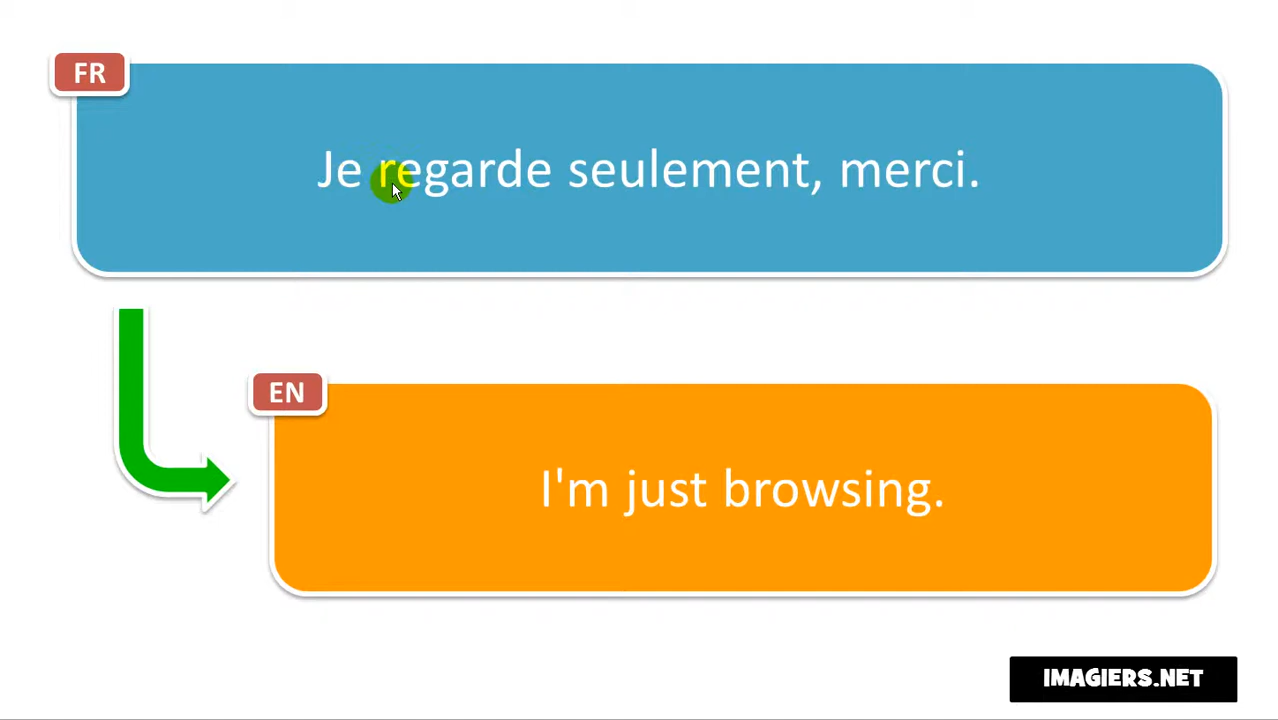 FR
Je regarde seulement, merci.
EN
I'm just browsing.
IMAGIERS.NET